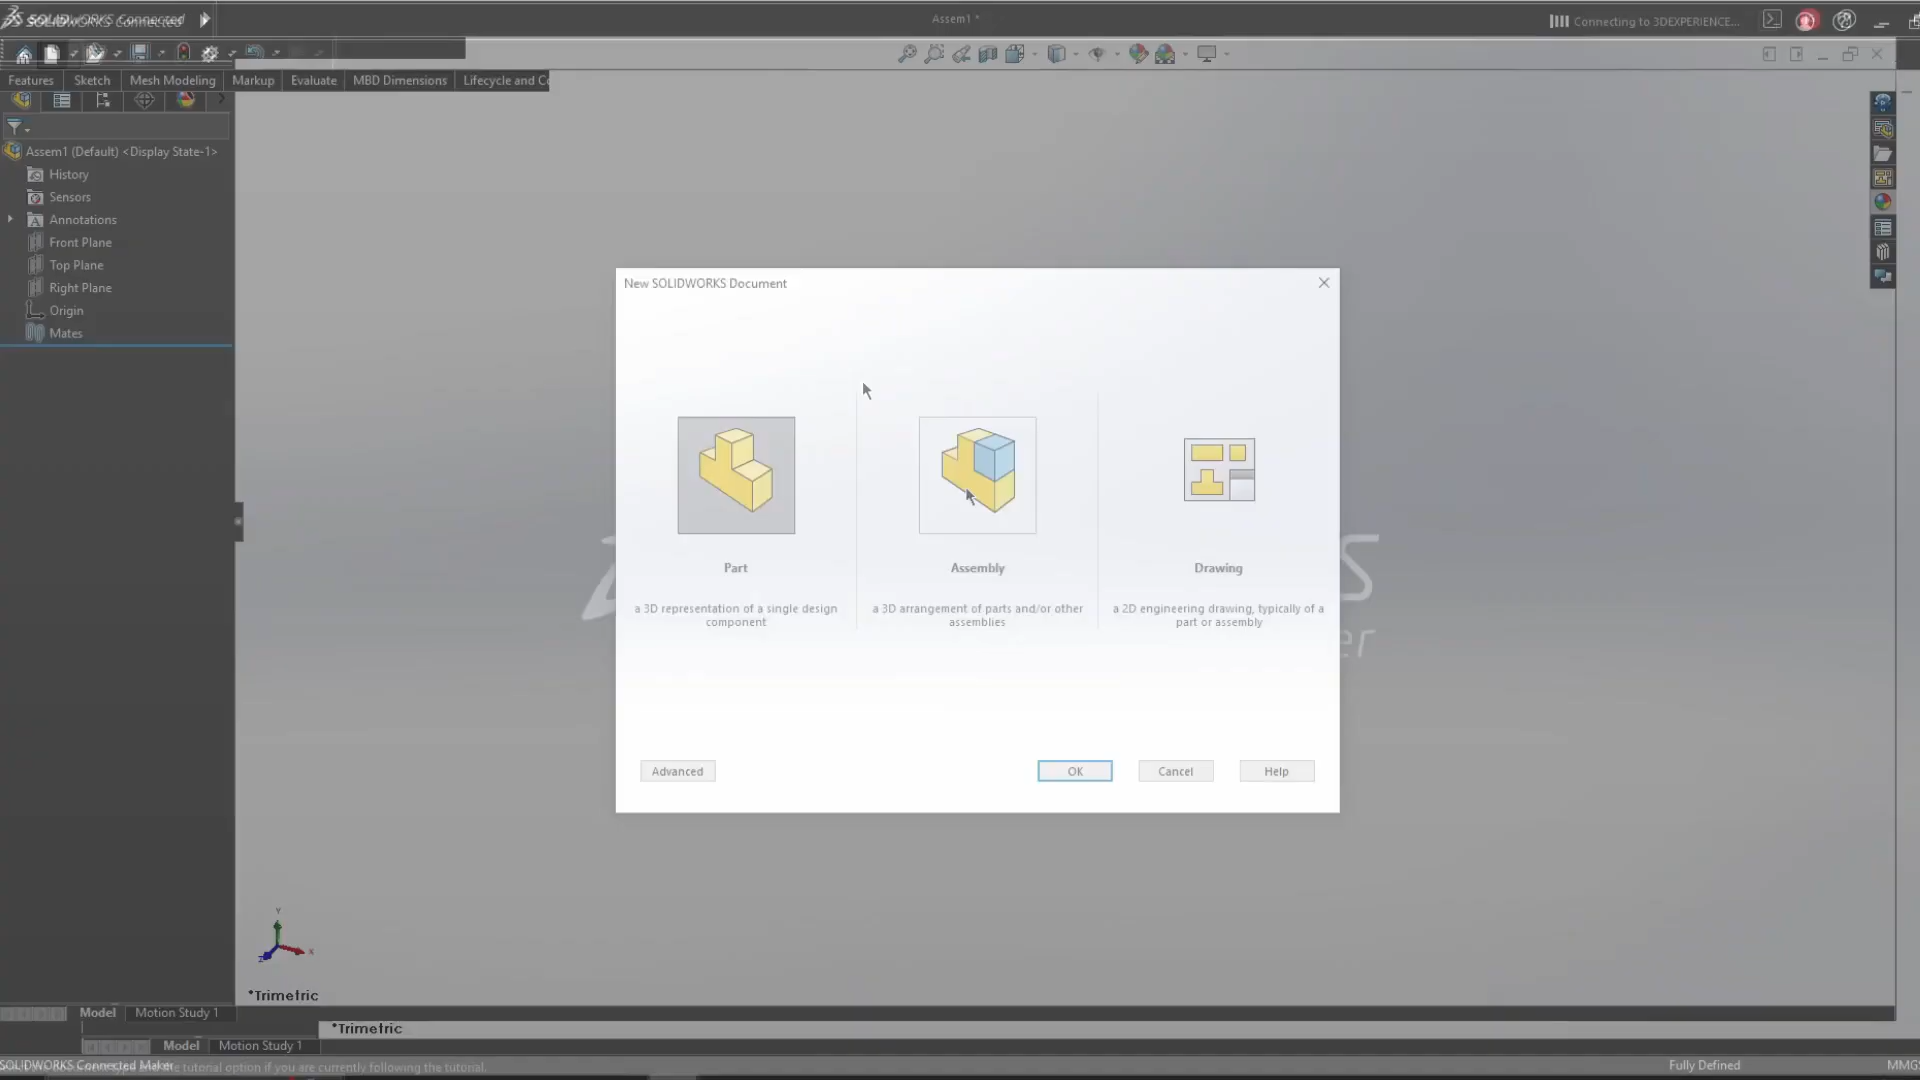 SOLIDWORKS Connected
Assem1 *
Connecting to 3DEXPERIENCE...
Features
Sketch
Mesh Modeling
Markup
Evaluate
MBD Dimensions
Lifecycle and Co
Assem1 (Default) <Display State-1>
History
Sensors
Annotations
Front Plane
Top Plane
Right Plane
Origin
Mates
New SOLIDWORKS Document
Part
a 3D representation of a single design
component
Assembly
a 3D arrangement of parts and/or other
assemblies
Drawing
a 2D engineering drawing, typically of a
part or assembly
Advanced
OK
Cancel
Help
S
er
Y
X
Z
*Trimetric
Model
Motion Study 1
*Trimetric
Model
Motion Study 1
SOLIDWORKS Connected Maker
the tutorial option if you are currently following the tutorial.
Fully Defined
MMGS